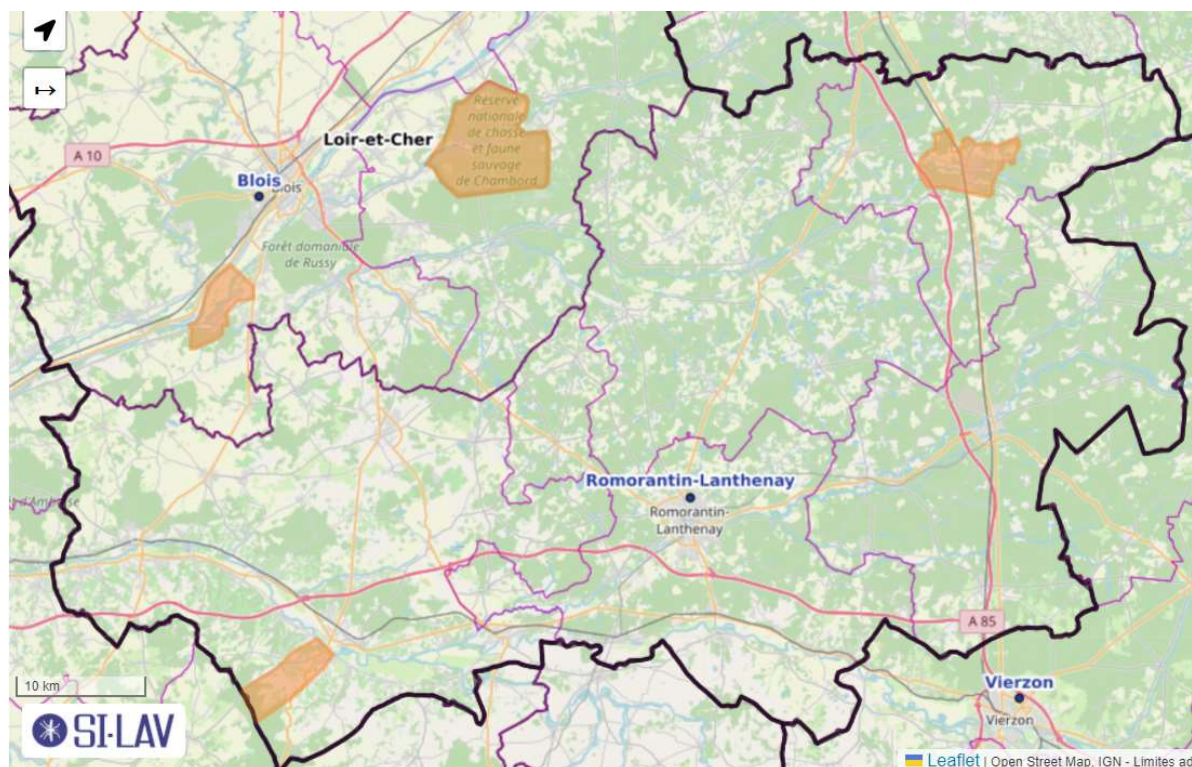 Réserve
nationale
de chasse
et faune
sauvage
de Chambord
Loir-et-Cher
A 10
Blois
Blois
Forêt domaniale
de Russy
Romorantin-Lanthenay
Romorantin-
Lanthenay
A 85
10 km
SI-LAV
Vierzon
Vierzon
Leaflet | Open Street Map, IGN - Limites ad